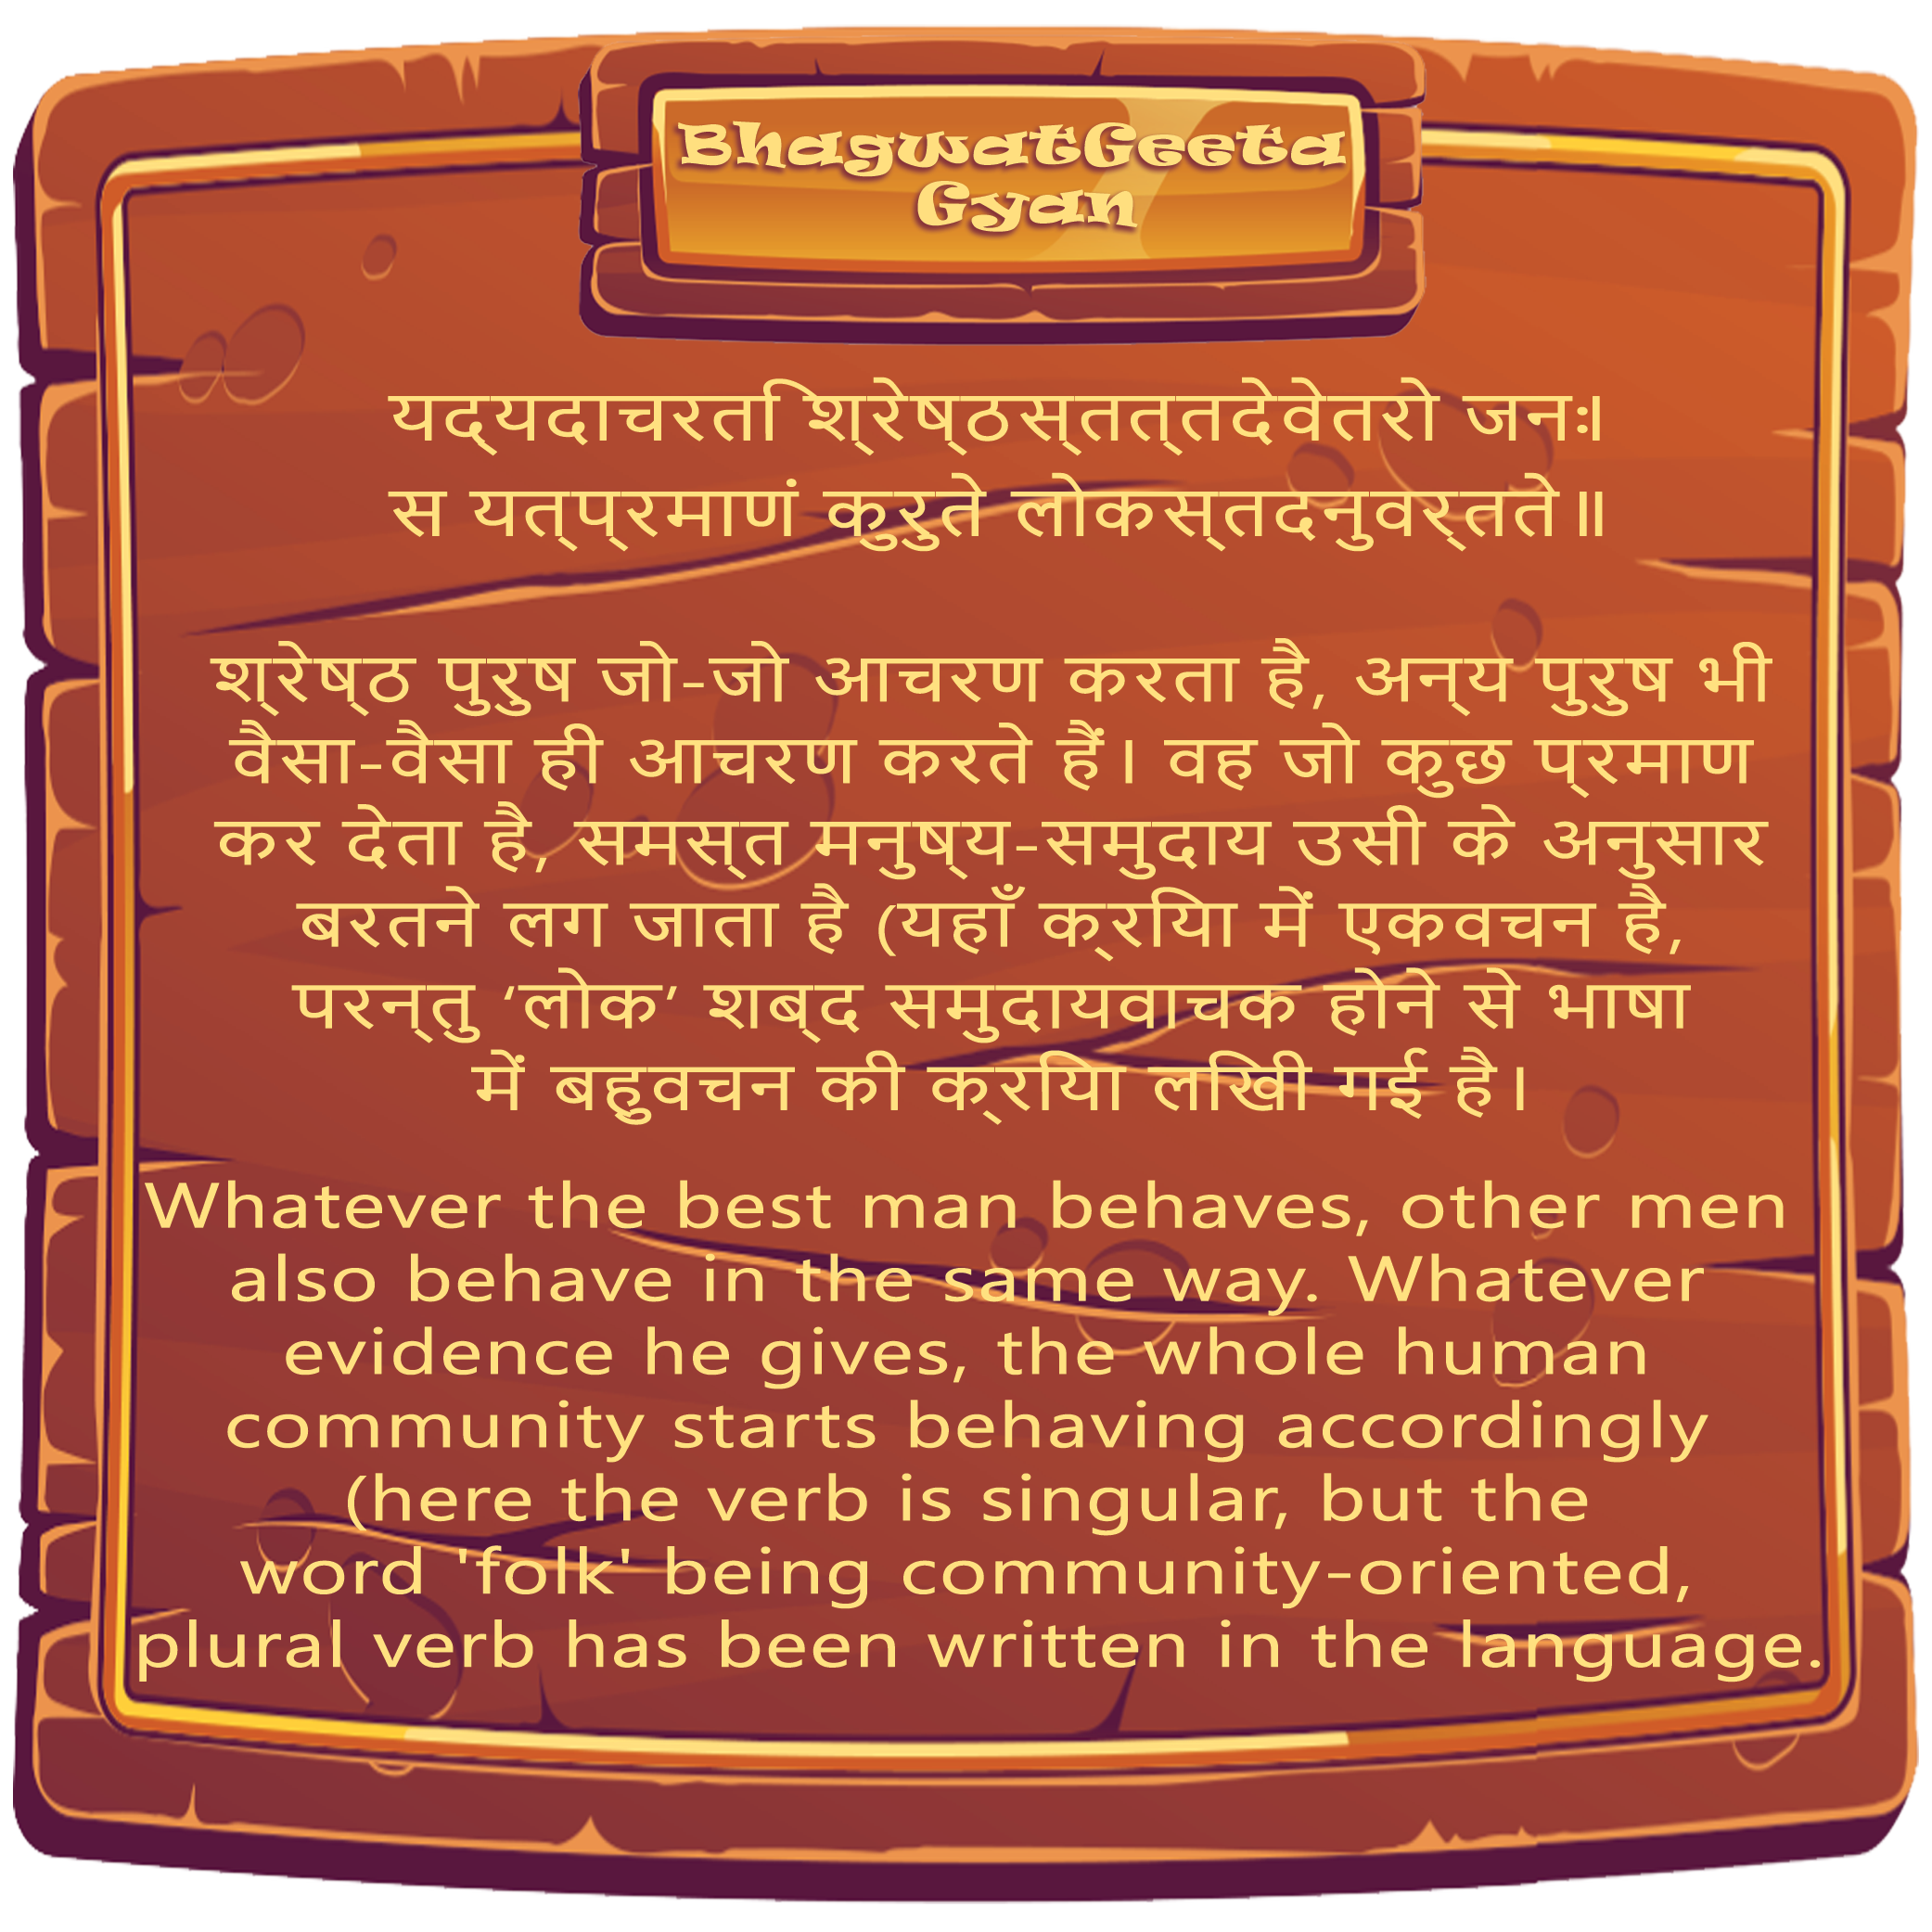 BhagwatGeeta
Gyan
यद्यदाचरति श्रेष्ठस्तत्तदेवेतरो जनः।
स यत्प्रमाणं कुरुते लोकस्तदनुवर्तते॥
श्रेष्ठ पुरुष जो-जो आचरण करता है, अन्य पुरुष भी
वैसा-वैसा ही आचरण करते हैं। वह जो कुछ प्रमाण
कर देता है, समस्त मनुष्य-समुदाय उसी के अनुसार
बरतने लग जाता है (यहाँ क्रिया में एकवचन है,
परन्तु ‘लोक’ शब्द समुदायवाचक होने से भाषा
में बहुवचन की क्रिया लिखी गई है।
Whatever the best man behaves, other men
also behave in the same way. Whatever
evidence he gives, the whole human
community starts behaving accordingly
(here the verb is singular, but the
word 'folk' being community-oriented,
plural verb has been written in the language.